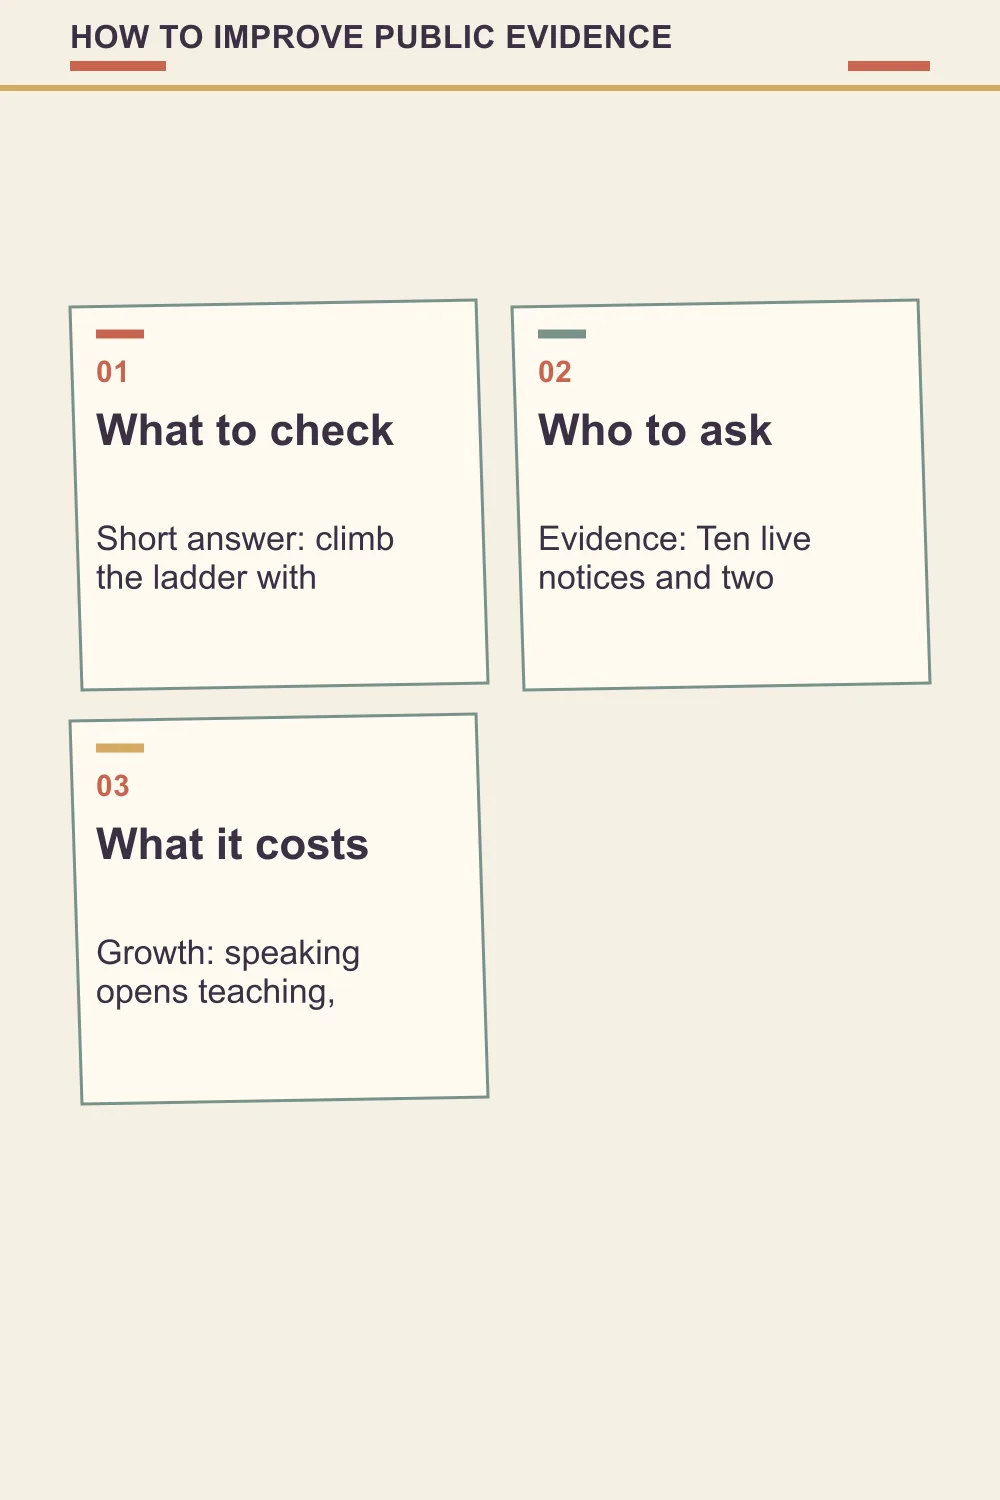 HOW TO IMPROVE PUBLIC EVIDENCE
01
What to check
Short answer: climb
the ladder with
02
Who to ask
Evidence: Ten live
notices and two
03
What it costs
Growth: speaking
opens teaching,